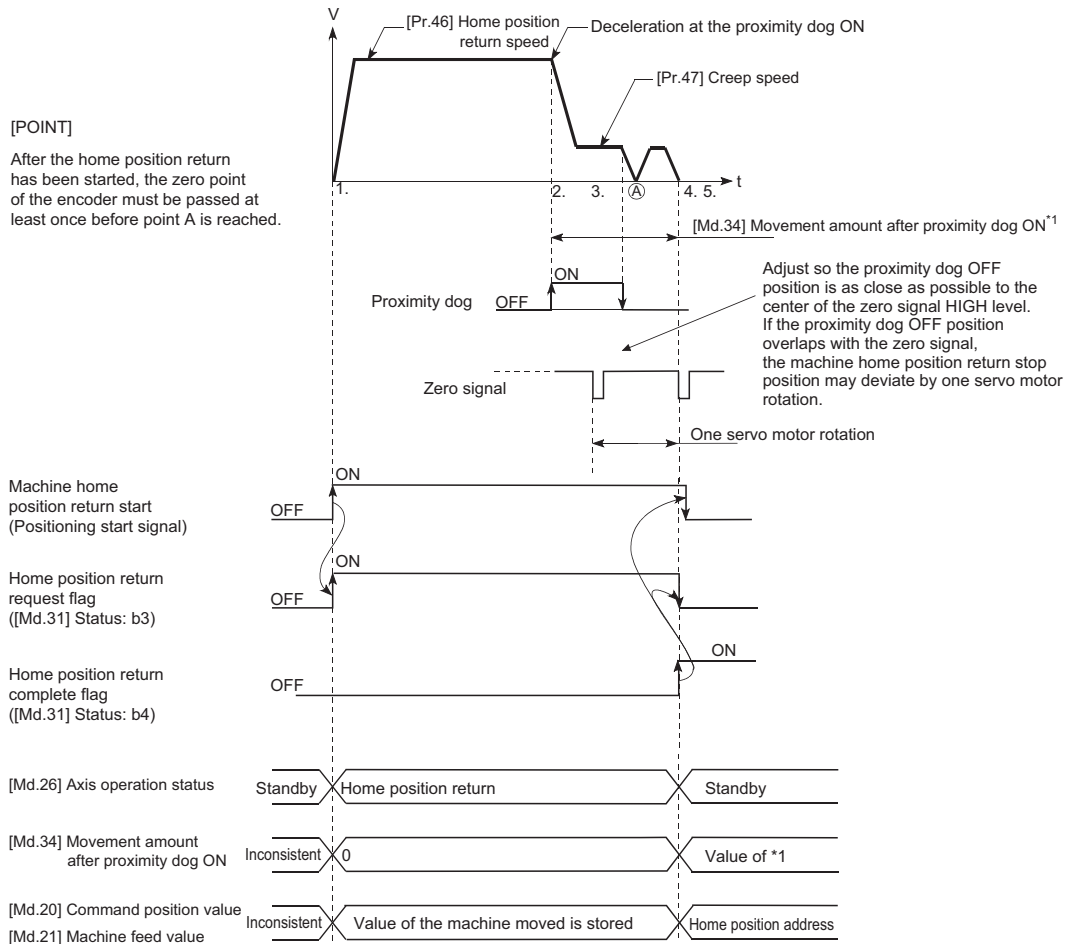 V
[Pr.46] Home position
return speed
Deceleration at the proximity dog ON
[Pr.47] Creep speed
[POINT]
After the home position return
has been started, the zero point
of the encoder must be passed at
least once before point A is reached.
t
1.
2.
3.
A
4. 5.
[Md.34] Movement amount after proximity dog ON*1
ON
Proximity dog
OFF
Adjust so the proximity dog OFF
position is as close as possible to the
center of the zero signal HIGH level.
If the proximity dog OFF position
overlaps with the zero signal,
the machine home position return stop
position may deviate by one servo motor
rotation.
Zero signal
One servo motor rotation
ON
Machine home
position return start
(Positioning start signal)
OFF
ON
Home position return
request flag
([Md.31] Status: b3)
OFF
ON
Home position return
complete flag
([Md.31] Status: b4)
OFF
[Md.26] Axis operation status
Standby
Home position return
Standby
[Md.34] Movement amount
after proximity dog ON
Inconsistent
0
Value of *1
[Md.20] Command position value
[Md.21] Machine feed value
Inconsistent
Value of the machine moved is stored
Home position address